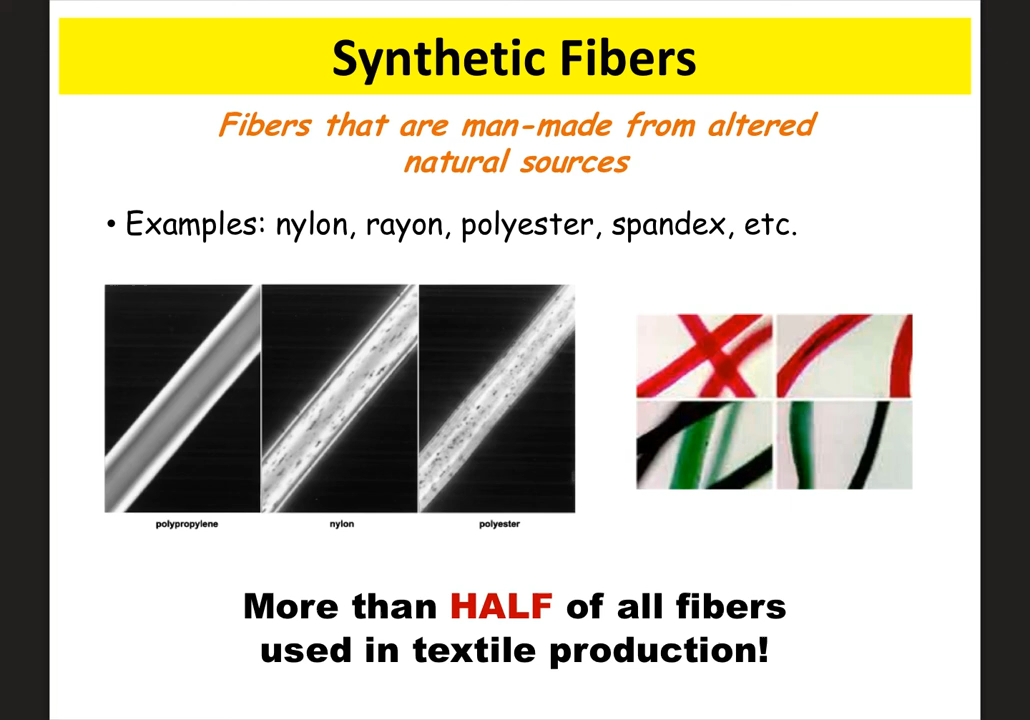 Synthetic Fibers
Fibers that are man-made from altered
natural sources
• Examples: nylon, rayon, polyester, spandex, etc.
polypropylene
nylon
polyester
More than HALF of all fibers
used in textile production!